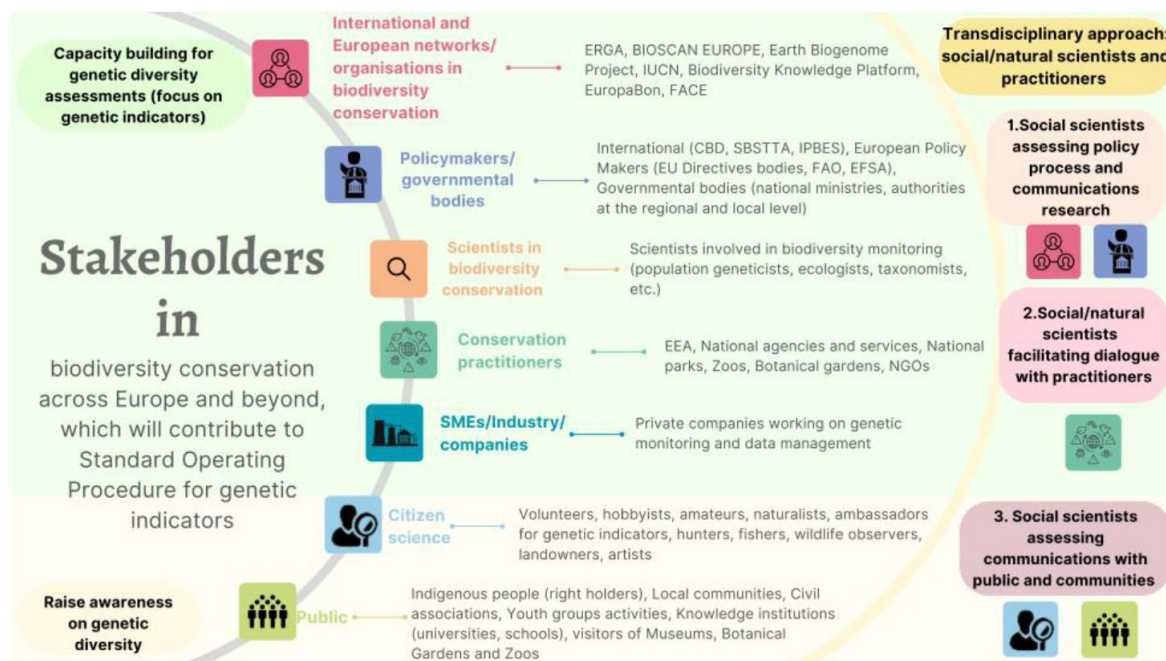 Capacity building for
genetic diversity
assessments (focus on
genetic indicators)
International and
European networks/
organisations in
biodiversity
conservation
ERGA, BIOSCAN EUROPE, Earth Biogenome
Project, IUCN, Biodiversity Knowledge Platform,
EuropaBon, FACE
Policymakers/
governmental
bodies
International (CBD, SBSTTA, IPBES), European Policy
Makers (EU Directives bodies, FAO, EFSA),
Governmental bodies (national ministries, authorities
at the regional and local level)
Stakeholders
in
biodiversity conservation
across Europe and beyond,
which will contribute to
Standard Operating
Procedure for genetic
indicators
Scientists in
biodiversity
conservation
Scientists involved in biodiversity monitoring
(population geneticists, ecologists, taxonomists,
etc.)
Conservation
practitioners
EEA, National agencies and services, National
parks, Zoos, Botanical gardens, NGOs
SMEs/Industry/
companies
Private companies working on genetic
monitoring and data management
Citizen
science
Volunteers, hobbyists, amateurs, naturalists, ambassadors
for genetic indicators, hunters, fishers, wildlife observers,
landowners, artists
Raise awareness
on genetic
diversity
Public
Indigenous people (right holders), Local communities, Civil
associations, Youth groups activities, Knowledge institutions
(universities, schools), visitors of Museums, Botanical
Gardens and Zoos
Transdisciplinary approach:
social/natural scientists and
practitioners
1.Social scientists
assessing policy
process and
communications
research
2.Social/natural
scientists
facilitating dialogue
with practitioners
3. Social scientists
assessing
communications with
public and communities